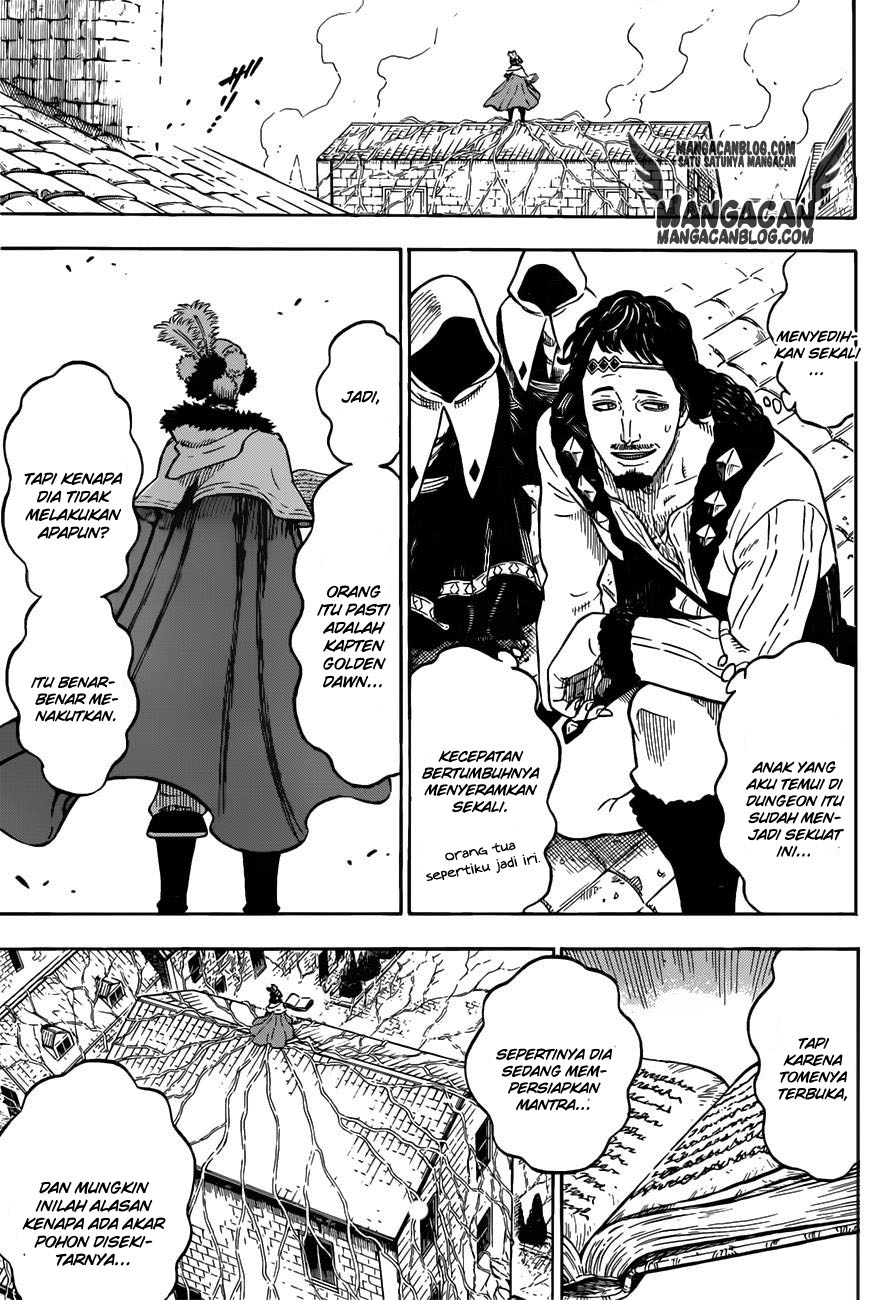 MANGACANBLOG.COM
SATU SATUNYA MANGACAN
MANGACAN
MANGACANBLOG.COM
MENYEDIH-
KAN SEKALI
...
ANAK YANG
AKU TEMUI DI
DUNGEON ITU
SUDAH MEN-
JADI SEKUAT
INI...
KECEPATAN
BERTUMBUHNYA
MENYERAMKAN
SEKALI.
orang tua
sepertiku jadi iri.
JADI,
ORANG
ITU PASTI
ADALAH
KAPTEN
GOLDEN
DAWN...
TAPI KENAPA
DIA TIDAK
MELAKUKAN
APAPUN?
ITU BENAR-
BENAR ME-
NAKUTKAN.
TAPI
KARENA
TOMENYA
TERBUKA,
SEPERTINYA DIA
SEDANG MEM-
PERSIAPKAN
MANTRA...
DAN MUNGKIN
INILAH ALASAN
KENAPA ADA AKAR
POHON DISEKI-
TARNYA...